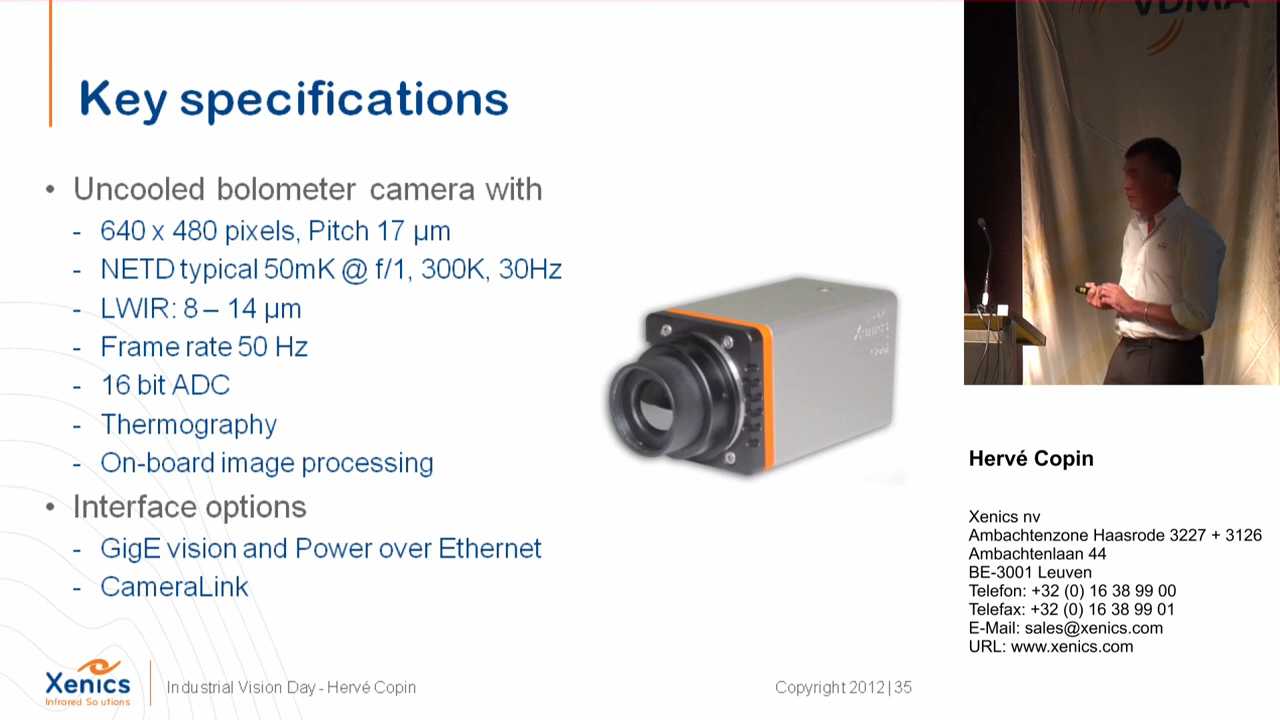 VDMA
Key specifications
• Uncooled bolometer camera with
- 640 x 480 pixels, Pitch 17 µm
- NETD typical 50mK @ f/1, 300K, 30Hz
- LWIR: 8 – 14 µm
- Frame rate 50 Hz
- 16 bit ADC
- Thermography
- On-board image processing
• Interface options
- GigE vision and Power over Ethernet
- CameraLink
Xenics
Hervé Copin
Xenics nv
Ambachtenzone Haasrode 3227 + 3126
Ambachtenlaan 44
BE-3001 Leuven
Telefon: +32 (0) 16 38 99 00
Telefax: +32 (0) 16 38 99 01
E-Mail: sales@xenics.com
URL: www.xenics.com
Xenics
Infrared Solutions
Industrial Vision Day - Hervé Copin
Copyright 2012|35